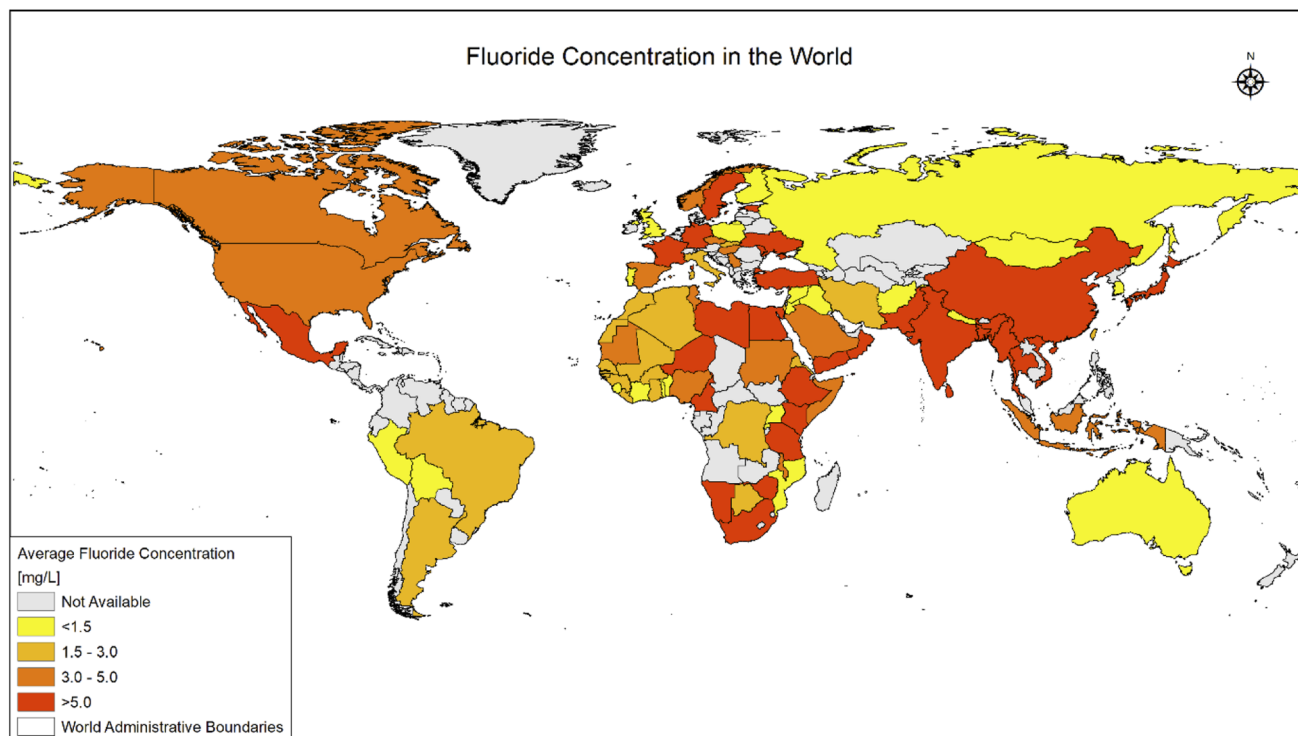 Fluoride Concentration in the World
N
Average Fluoride Concentration
[mg/L]
Not Available
<1.5
1.5 - 3.0
3.0 - 5.0
>5.0
World Administrative Boundaries